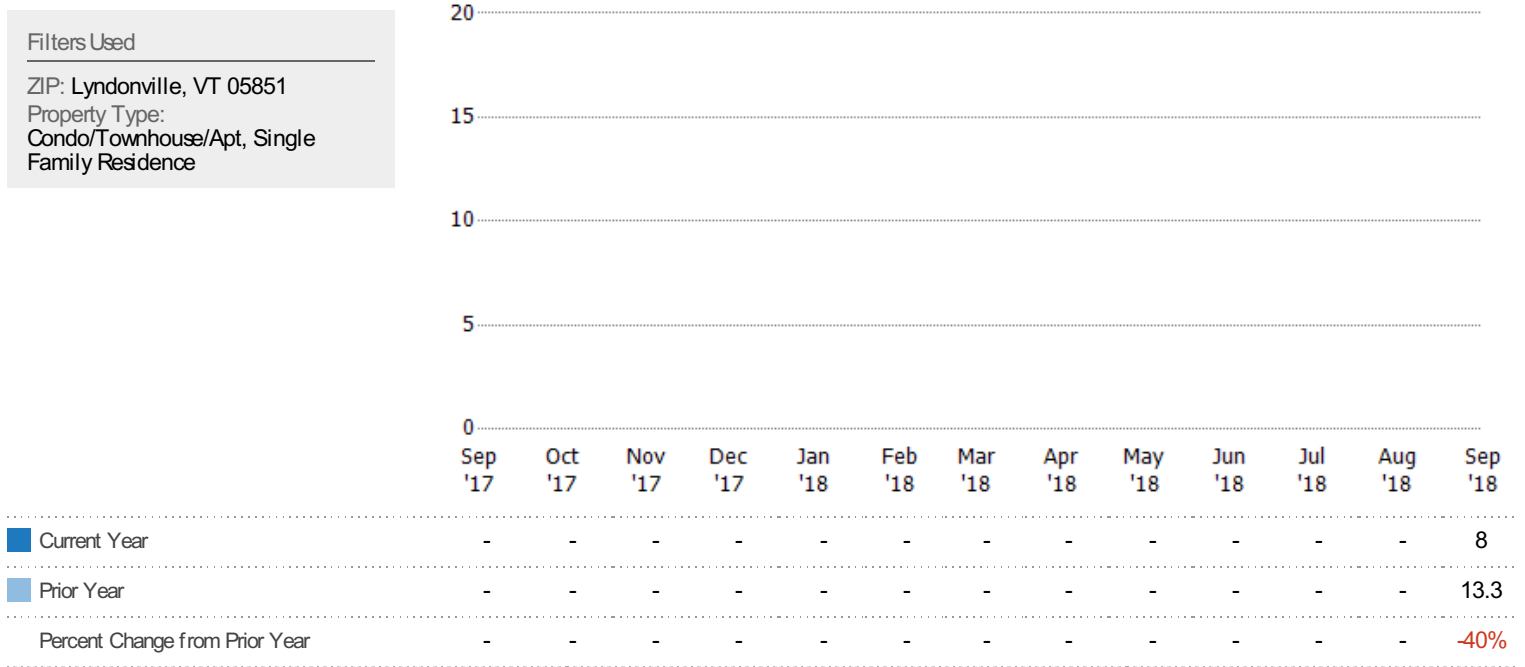 Filters Used
ZIP: Lyndonville, VT 05851
Property Type:
Condo/Townhouse/Apt, Single
Family Residence
20
15
10
5
0
Sep Oct Nov Dec Jan Feb Mar Apr May Jun Jul Aug Sep
'17 '17 '17 '17 '18 '18 '18 '18 '18 '18 '18 '18 '18
Current Year - - - - - - - - - - - - 8
Prior Year - - - - - - - - - - - - 13.3
Percent Change from Prior Year - - - - - - - - - - - - -40%